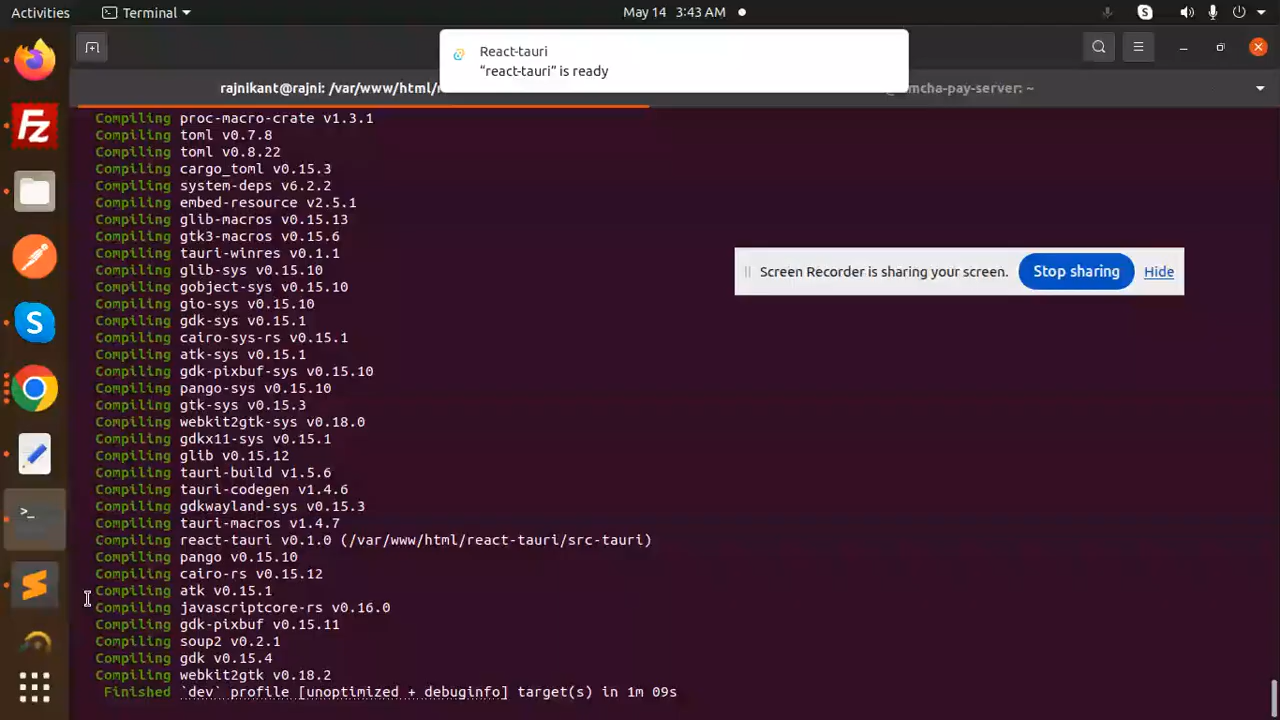 Activities
Terminal
May 14 3:43 AM
React-tauri
“react-tauri” is ready
rajnikant@rajni: /var/www/html/
mcha-pay-server: ~
Screen Recorder is sharing your screen.
Stop sharing
Hide
Compiling proc-macro-crate v1.3.1
Compiling toml v0.7.8
Compiling toml v0.8.22
Compiling cargo_toml v0.15.3
Compiling system-deps v6.2.2
Compiling embed-resource v2.5.1
Compiling glib-macros v0.15.13
Compiling gtk3-macros v0.15.6
Compiling tauri-winres v0.1.1
Compiling glib-sys v0.15.10
Compiling gobject-sys v0.15.10
Compiling gio-sys v0.15.10
Compiling gdk-sys v0.15.1
Compiling cairo-sys-rs v0.15.1
Compiling atk-sys v0.15.1
Compiling gdk-pixbuf-sys v0.15.10
Compiling pango-sys v0.15.10
Compiling gtk-sys v0.15.3
Compiling webkit2gtk-sys v0.18.0
Compiling gdkx11-sys v0.15.1
Compiling glib v0.15.12
Compiling tauri-build v1.5.6
Compiling tauri-codegen v1.4.6
Compiling gdkwayland-sys v0.15.3
Compiling tauri-macros v1.4.7
Compiling react-tauri v0.1.0 (/var/www/html/react-tauri/src-tauri)
Compiling pango v0.15.10
Compiling cairo-rs v0.15.12
Compiling atk v0.15.1
Compiling javascriptcore-rs v0.16.0
Compiling gdk-pixbuf v0.15.11
Compiling soup2 v0.2.1
Compiling gdk v0.15.4
Compiling webkit2gtk v0.18.2
Finished `dev` profile [unoptimized + debuginfo] target(s) in 1m 09s